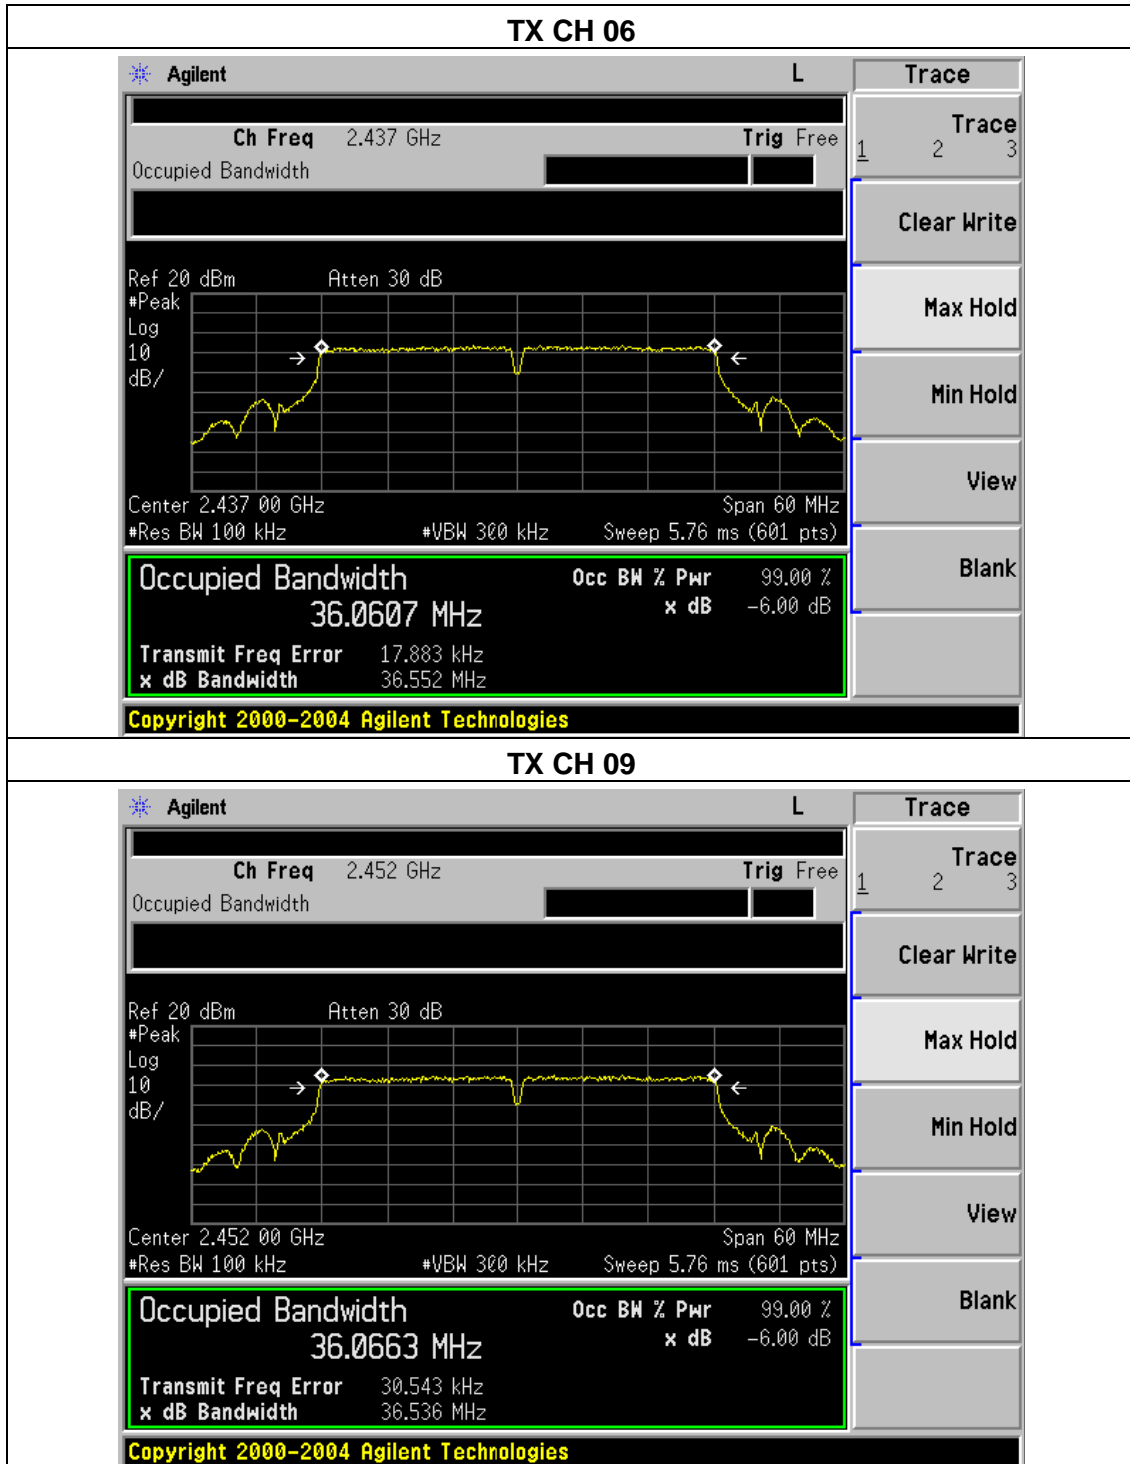 TX CH 06
Agilent L Trace
Ch Freq 2.437 GHz Trig Free
Occupied Bandwidth
Trace
1 2 3
Clear Write
Max Hold
Min Hold
View
Blank
Ref 20 dBm Atten 30 dB
#Peak
Log
10
dB/
Center 2.437 00 GHz Span 60 MHz
#Res BW 100 kHz #VBW 300 kHz Sweep 5.76 ms (601 pts)
Occupied Bandwidth Occ BW % Pwr 99.00 %
36.0607 MHz x dB -6.00 dB
Transmit Freq Error 17.883 kHz
x dB Bandwidth 36.552 MHz
Copyright 2000-2004 Agilent Technologies
TX CH 09
Agilent L Trace
Ch Freq 2.452 GHz Trig Free
Occupied Bandwidth
Trace
1 2 3
Clear Write
Max Hold
Min Hold
View
Blank
Ref 20 dBm Atten 30 dB
#Peak
Log
10
dB/
Center 2.452 00 GHz Span 60 MHz
#Res BW 100 kHz #VBW 300 kHz Sweep 5.76 ms (601 pts)
Occupied Bandwidth Occ BW % Pwr 99.00 %
36.0663 MHz x dB -6.00 dB
Transmit Freq Error 30.543 kHz
x dB Bandwidth 36.536 MHz
Copyright 2000-2004 Agilent Technologies